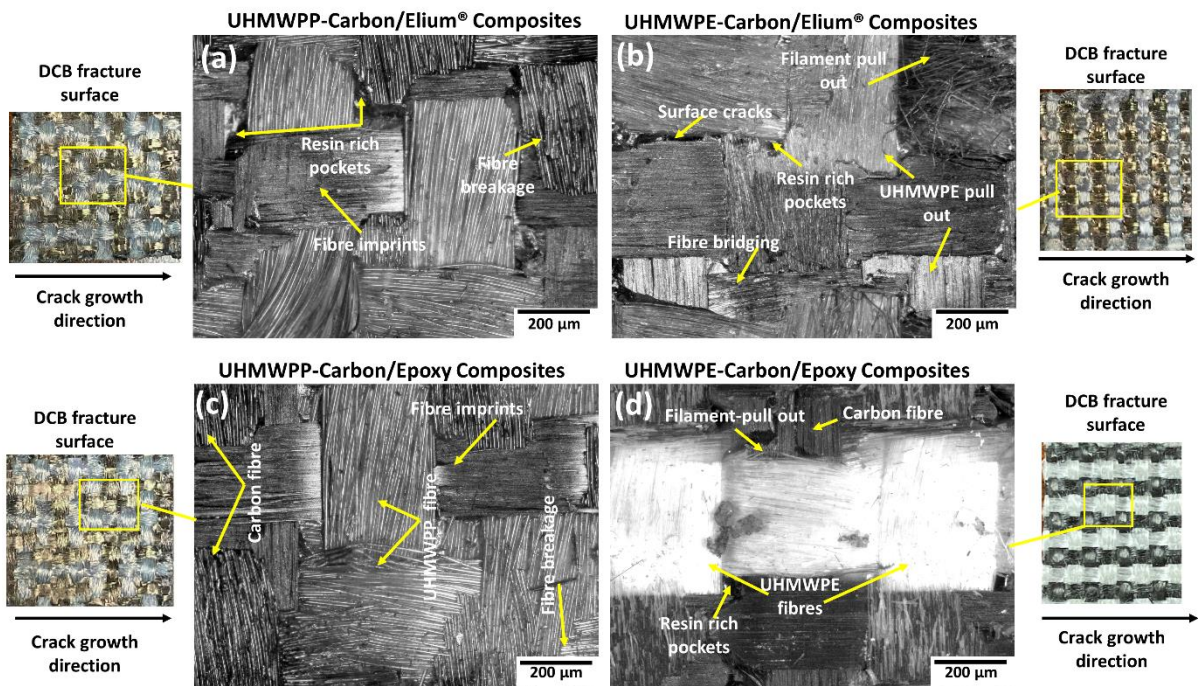 UHMWPP-Carbon/Elium® Composites
DCB fracture
surface
Crack growth
direction
(a)
Resin rich
pockets
Fibre
breakage
Fibre imprints
200 µm
UHMWPE-Carbon/Elium® Composites
(b)
Filament pull
out
Surface cracks
Resin rich
pockets
UHMWPE pull
out
Fibre bridging
200 µm
DCB fracture
surface
Crack growth
direction
UHMWPP-Carbon/Epoxy Composites
DCB fracture
surface
Crack growth
direction
(c)
Fibre imprints
Carbon fibre
UHMWPP fibre
Fibre breakage
200 µm
UHMWPE-Carbon/Epoxy Composites
(d)
Filament-pull out
Carbon fibre
UHMWPE
fibres
Resin rich
pockets
200 µm
DCB fracture
surface
Crack growth
direction